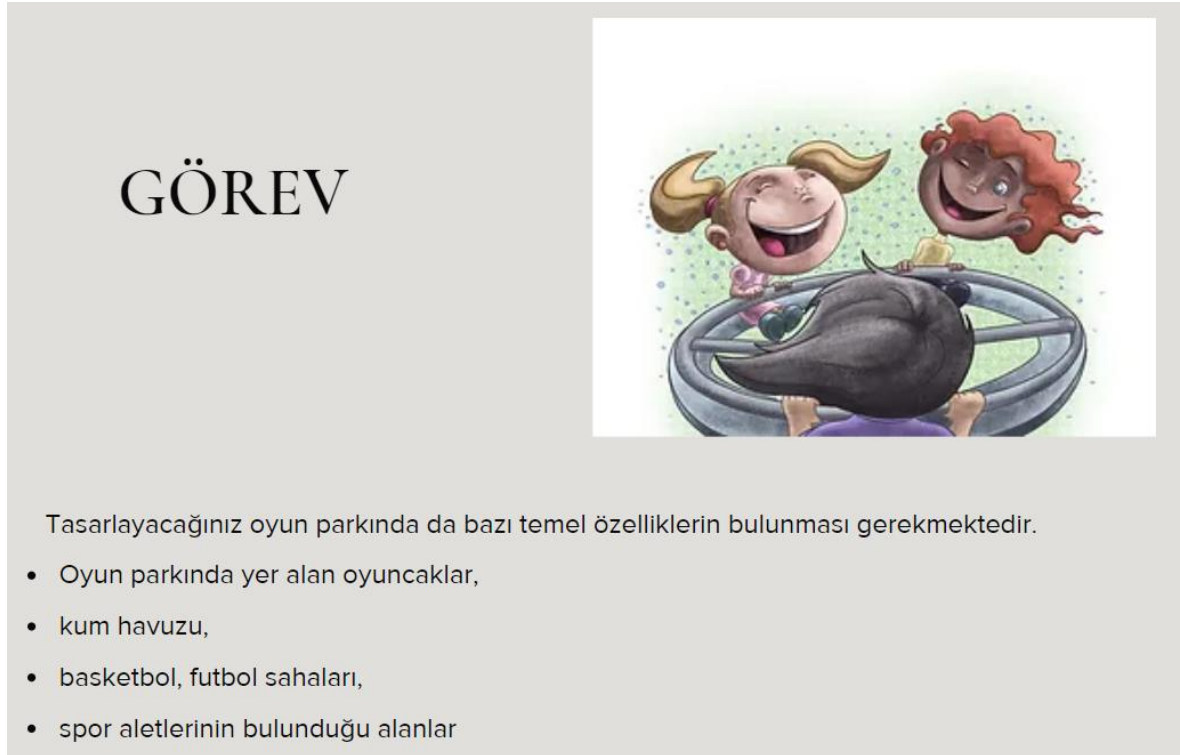 GÖREV
Tasarlayacağınız oyun parkında da bazı temel özelliklerin bulunması gerekmektedir.
• Oyun parkında yer alan oyuncaklar,
• kum havuzu,
• basketbol, futbol sahaları,
• spor aletlerinin bulunduğu alanlar